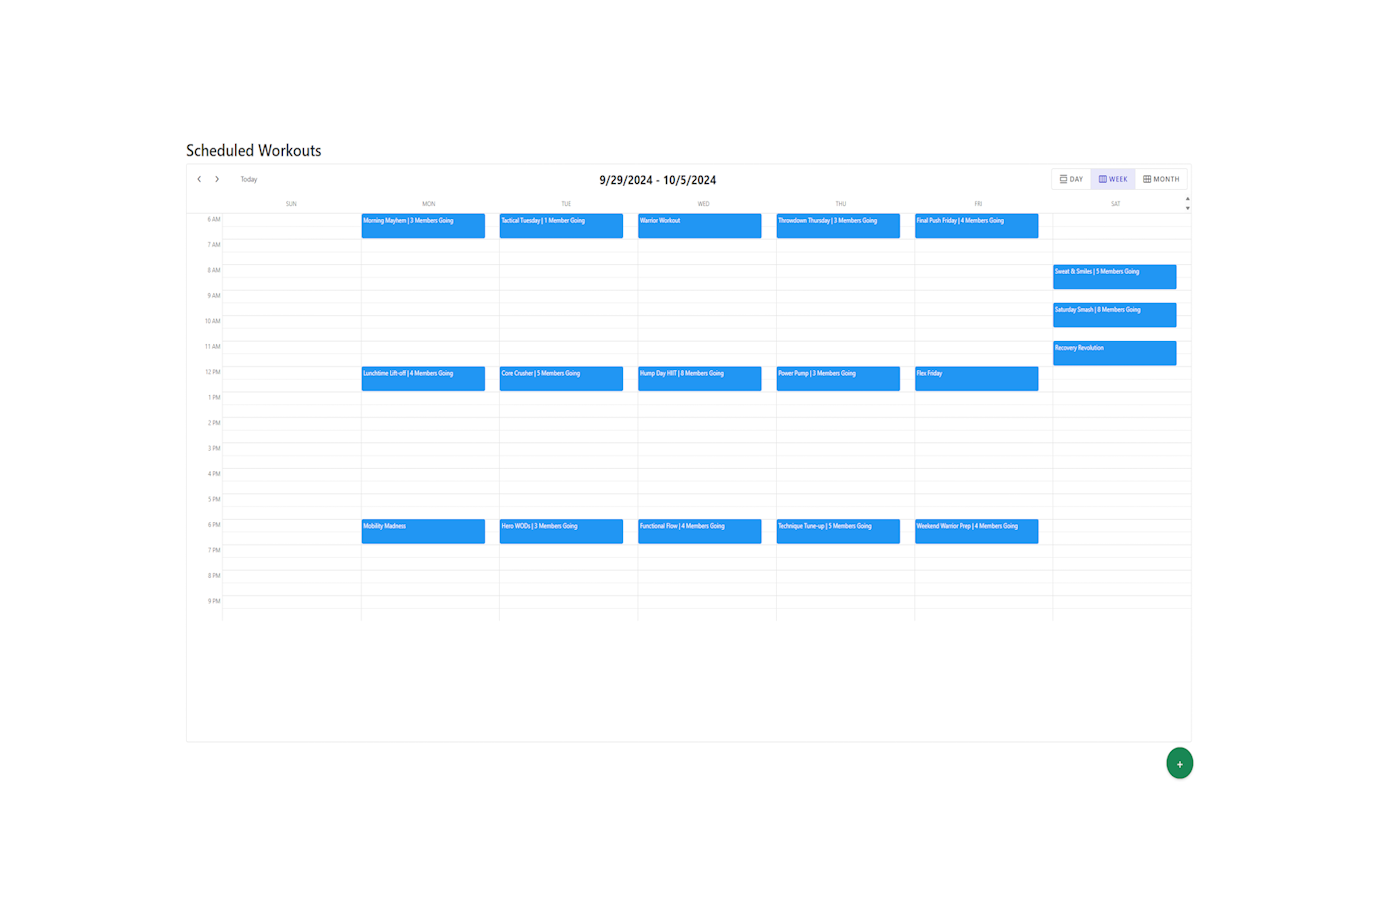 Scheduled Workouts
Today
9/29/2024 - 10/5/2024
DAY WEEK MONTH
SUN MON TUE WED THU FRI SAT
6 AM
Morning Mayhem | 3 Members Going
Tactical Tuesday | 1 Member Going
Warrior Workout
Throwdown Thursday | 3 Members Going
Final Push Friday | 4 Members Going
7 AM
8 AM
Sweat & Smiles | 5 Members Going
9 AM
Saturday Smash | 8 Members Going
10 AM
11 AM
Recovery Revolution
12 PM
Lunchtime Lift-off | 4 Members Going
Core Crusher | 5 Members Going
Hump Day HIIT | 8 Members Going
Power Pump | 3 Members Going
Flex Friday
1 PM
2 PM
3 PM
4 PM
5 PM
6 PM
Mobility Madness
Hero WODs | 3 Members Going
Functional Flow | 4 Members Going
Technique Tune-up | 5 Members Going
Weekend Warrior Prep | 4 Members Going
7 PM
8 PM
9 PM
+